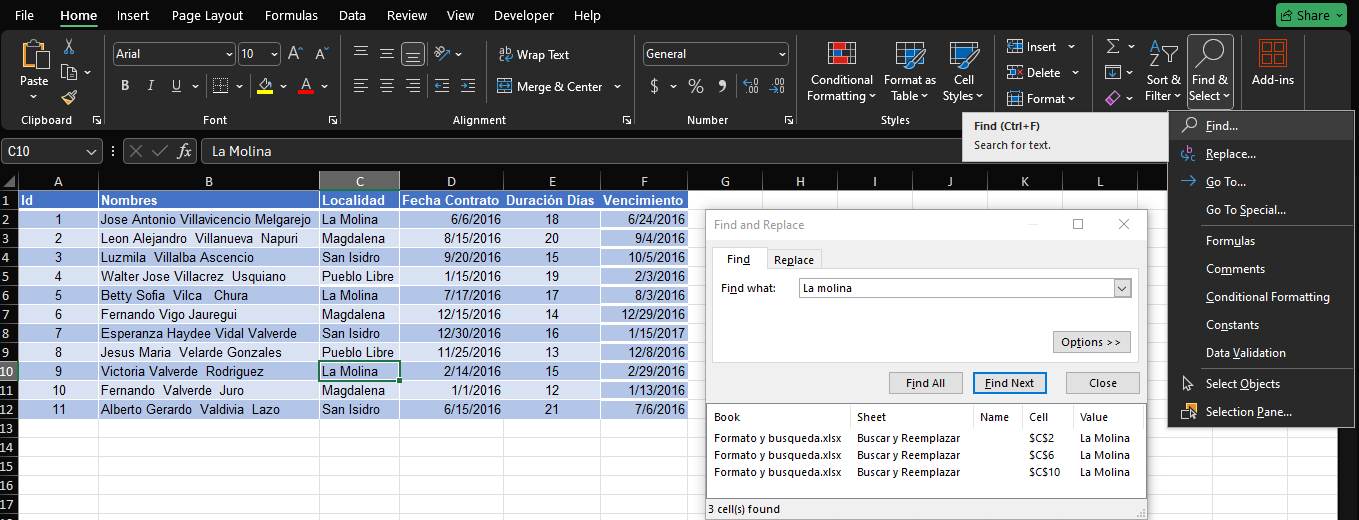 File Home Insert Page Layout Formulas Data Review View Developer Help Share
Paste
Clipboard
Arial 10 A A
B I U A
Font
ab Wrap Text
Merge & Center
Alignment
General
$ % 9 .00 .00
Number
Conditional Formatting
Format as Table
Cell Styles
Styles
Insert
Delete
Format
Sort & Filter
Find & Select
Add-ins
Find (Ctrl+F)
Search for text.
Find...
Replace...
Go To...
Go To Special...
Formulas
Comments
Conditional Formatting
Constants
Data Validation
Select Objects
Selection Pane...
C10 fx La Molina
A B C D E F G H I J K L
1 Id Nombres Localidad Fecha Contrato Duración Días Vencimiento
2 1 Jose Antonio Villavicencio Melgarejo La Molina 6/6/2016 18 6/24/2016
3 2 Leon Alejandro Villanueva Napuri Magdalena 8/15/2016 20 9/4/2016
4 3 Luzmila Villalba Ascencio San Isidro 9/20/2016 15 10/5/2016
5 4 Walter Jose Villacrez Usquiano Pueblo Libre 1/15/2016 19 2/3/2016
6 5 Betty Sofia Vilca Chura La Molina 7/17/2016 17 8/3/2016
7 6 Fernando Vigo Jauregui Magdalena 12/15/2016 14 12/29/2016
8 7 Esperanza Haydee Vidal Valverde San Isidro 12/30/2016 16 1/15/2017
9 8 Jesus Maria Velarde Gonzales Pueblo Libre 11/25/2016 13 12/8/2016
10 9 Victoria Valverde Rodriguez La Molina 2/14/2016 15 2/29/2016
11 10 Fernando Valverde Juro Magdalena 1/1/2016 12 1/13/2016
12 11 Alberto Gerardo Valdivia Lazo San Isidro 6/15/2016 21 7/6/2016
13
14
15
16
17
Find and Replace
Find Replace
Find what: La molina
Options >>
Find All Find Next Close
Book Sheet Name Cell Value
Formato y busqueda.xlsx Buscar y Reemplazar $C$2 La Molina
Formato y busqueda.xlsx Buscar y Reemplazar $C$6 La Molina
Formato y busqueda.xlsx Buscar y Reemplazar $C$10 La Molina
3 cell(s) found